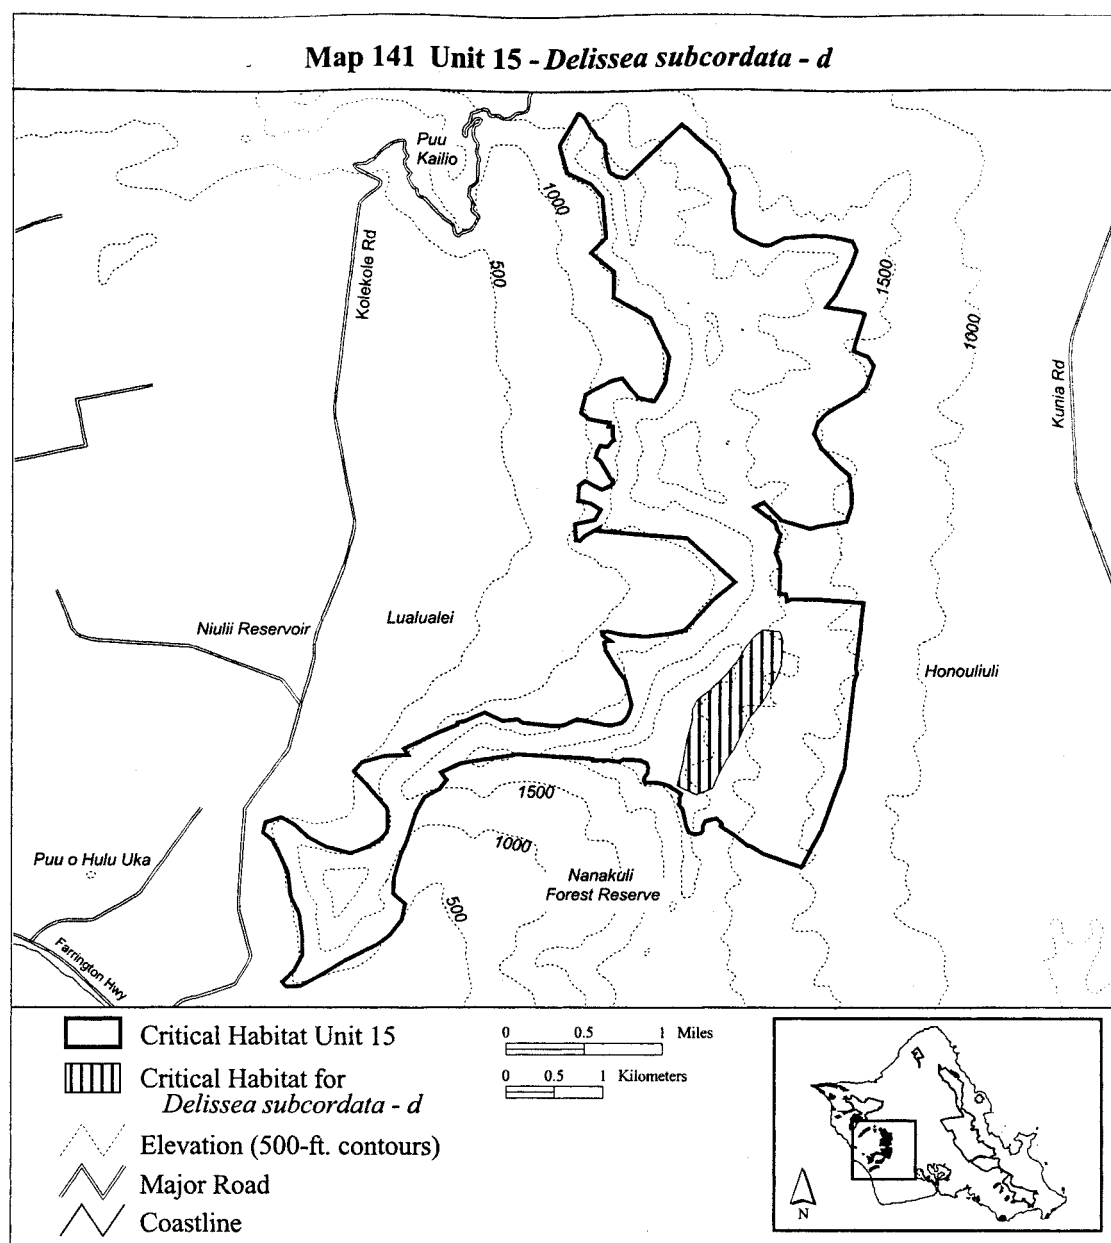 Map 141 Unit 15 - Delissea subcordata - d
Puu
Kailio
1000
Kolekole Rd
500
1500
1000
Kunia Rd
Niulii Reservoir
Lualualei
Honouliuli
1500
1000
Puu o Hulu Uka
Nanakuli
Forest Reserve
500
Farrington Hwy
Critical Habitat Unit 15
Critical Habitat for
Delissea subcordata - d
Elevation (500-ft. contours)
Major Road
Coastline
0 0.5 1 Miles
0 0.5 1 Kilometers
N